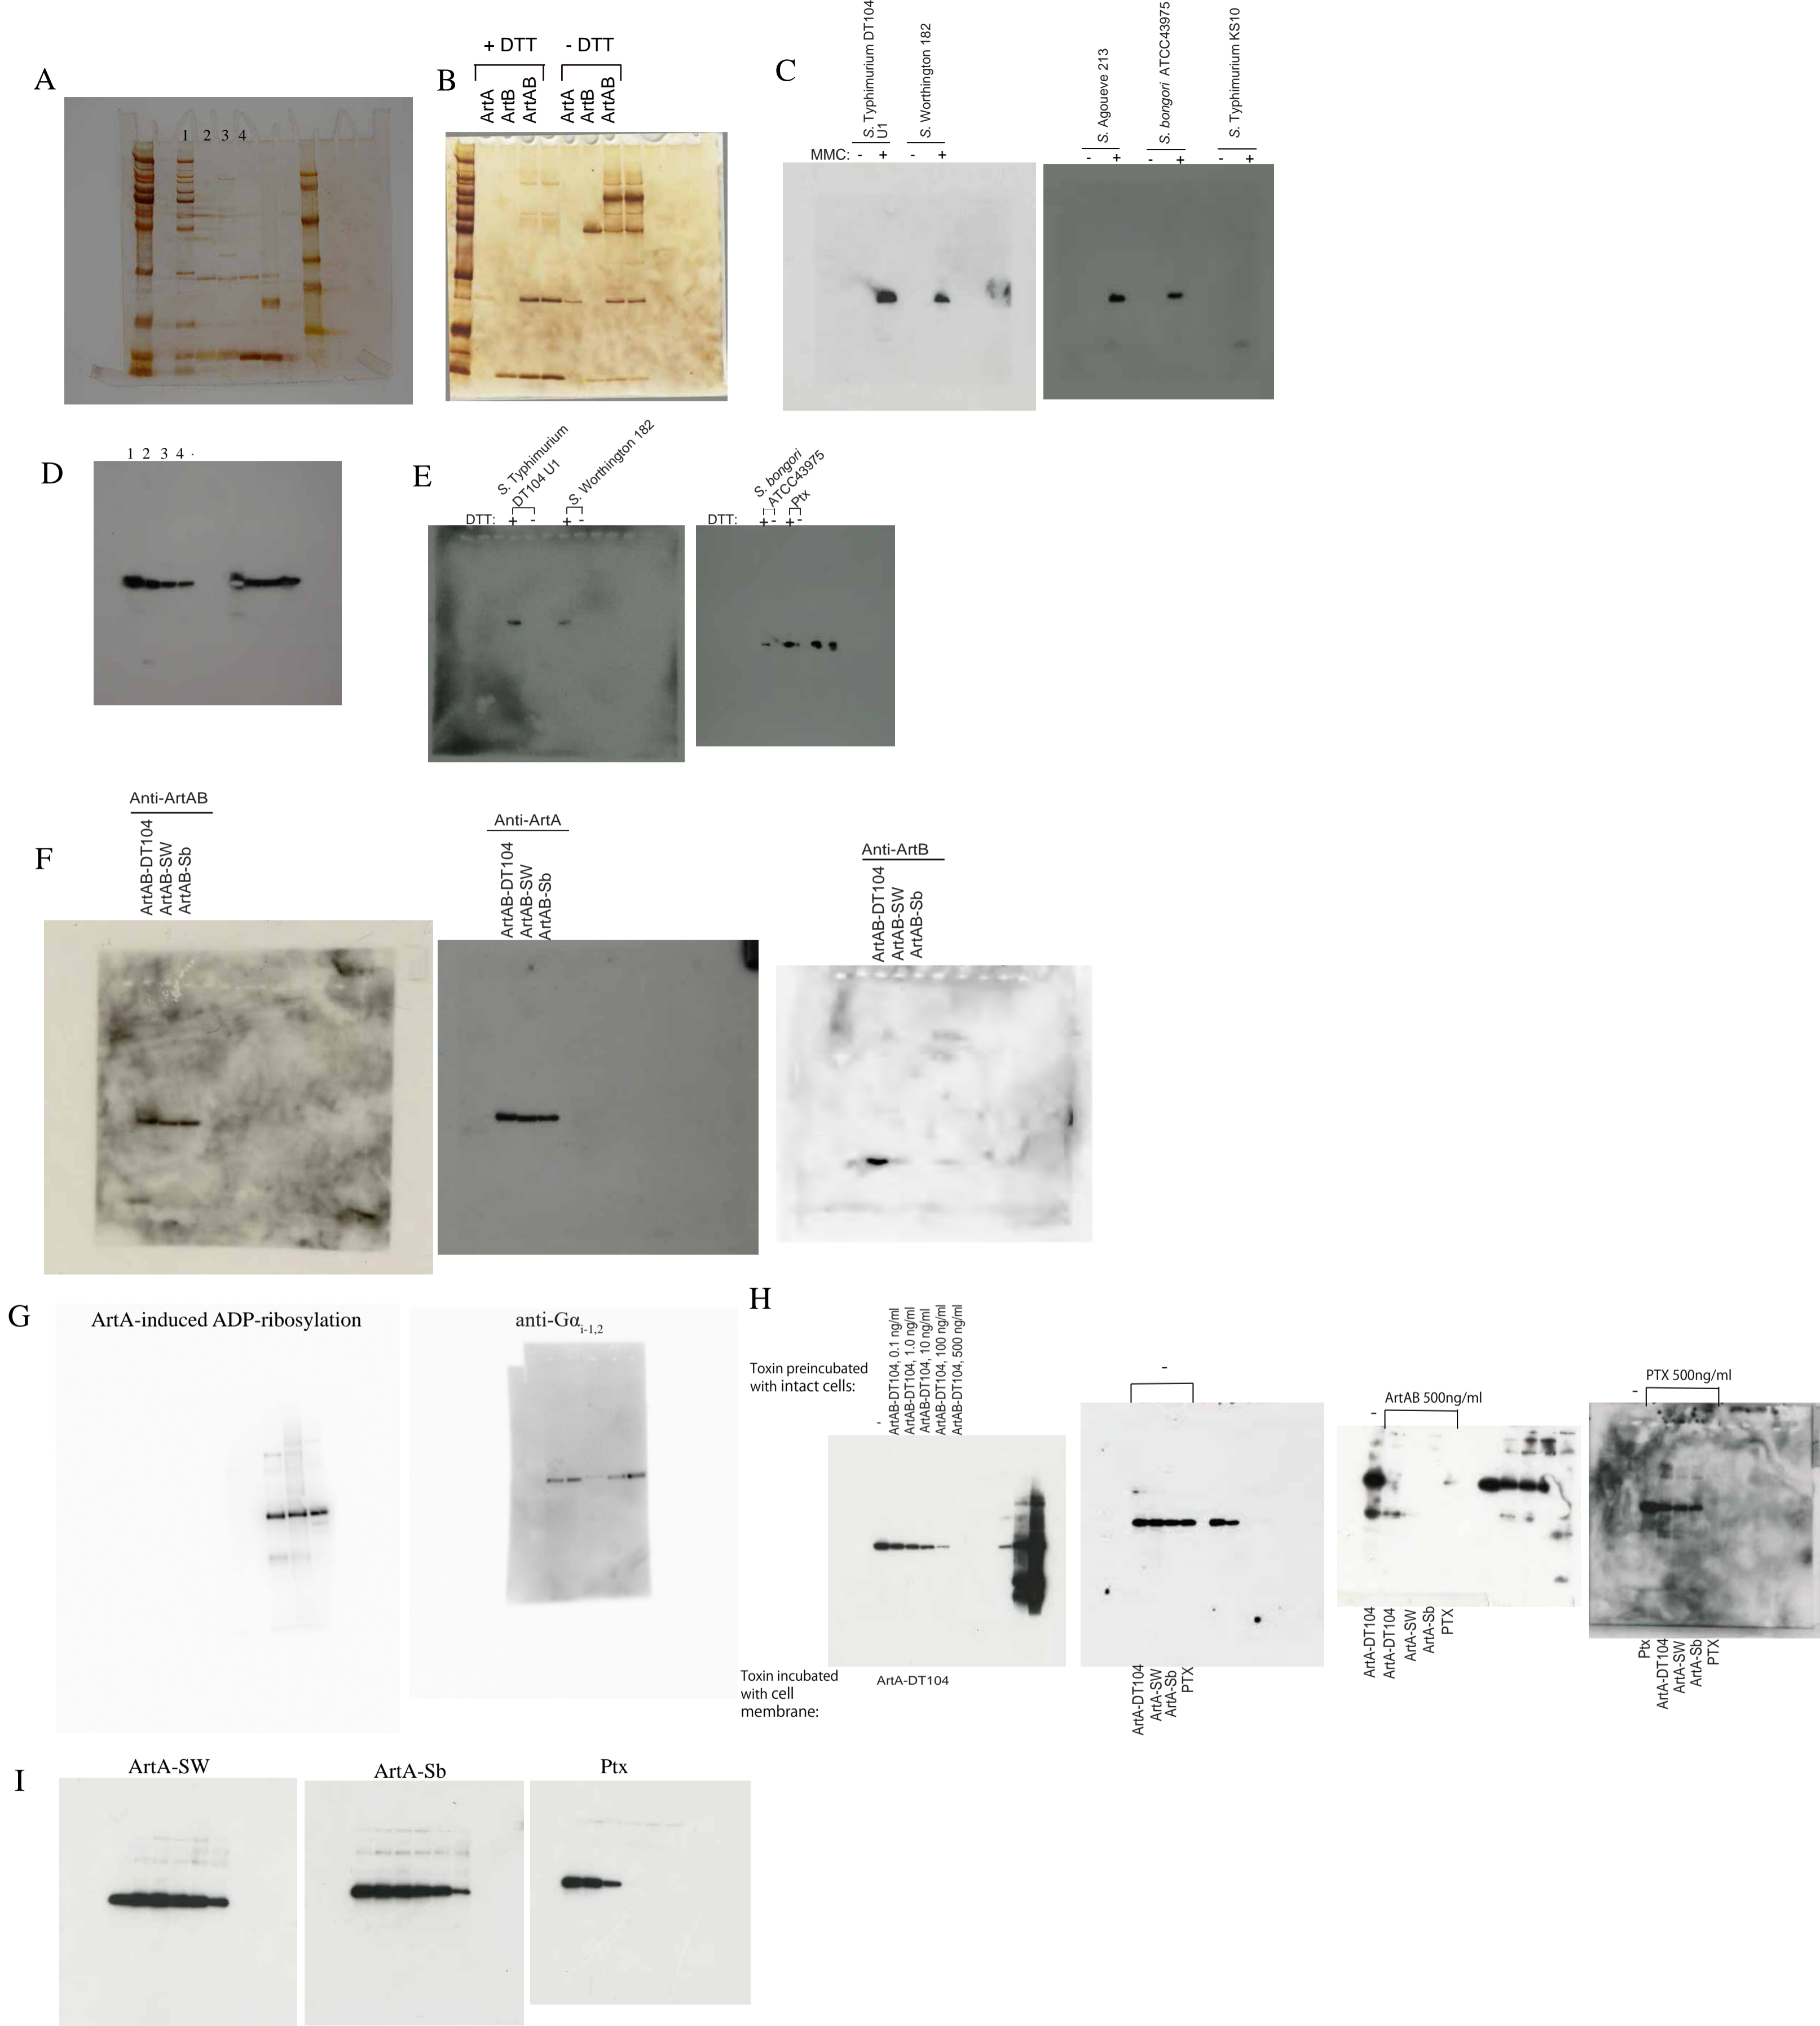 A
1 2 3 4
B
+ DTT - DTT
ArtA
ArtB
ArtAB
ArtA
ArtB
ArtAB
C
S. Typhimurium DT104
U1
S. Worthington 182
MMC: - + - +
S. Agoueve 213
S. bongori ATCC43975
S. Typhimurium KS10
- + - + - +
D
1 2 3 4 .
E
S. Typhimurium
DT104 U1
S. Worthington 182
DTT: + - + -
S. bongori
ATCC43975
Ptx
DTT: + - + -
F
Anti-ArtAB
ArtAB-DT104
ArtAB-SW
ArtAB-Sb
Anti-ArtA
ArtAB-DT104
ArtAB-SW
ArtAB-Sb
Anti-ArtB
ArtAB-DT104
ArtAB-SW
ArtAB-Sb
G
ArtA-induced ADP-ribosylation
anti-Gαi-1,2
H
Toxin preincubated
with intact cells:
-
ArtAB-DT104, 0.1 ng/ml
ArtAB-DT104, 1.0 ng/ml
ArtAB-DT104, 10 ng/ml
ArtAB-DT104, 100 ng/ml
ArtAB-DT104, 500 ng/ml
-
- ArtAB 500ng/ml
- PTX 500ng/ml
Toxin incubated
with cell
membrane:
ArtA-DT104
ArtA-DT104
ArtA-SW
ArtA-Sb
PTX
ArtA-DT104
ArtA-DT104
ArtA-SW
ArtA-Sb
PTX
Ptx
ArtA-DT104
ArtA-SW
ArtA-Sb
PTX
I
ArtA-SW
ArtA-Sb
Ptx